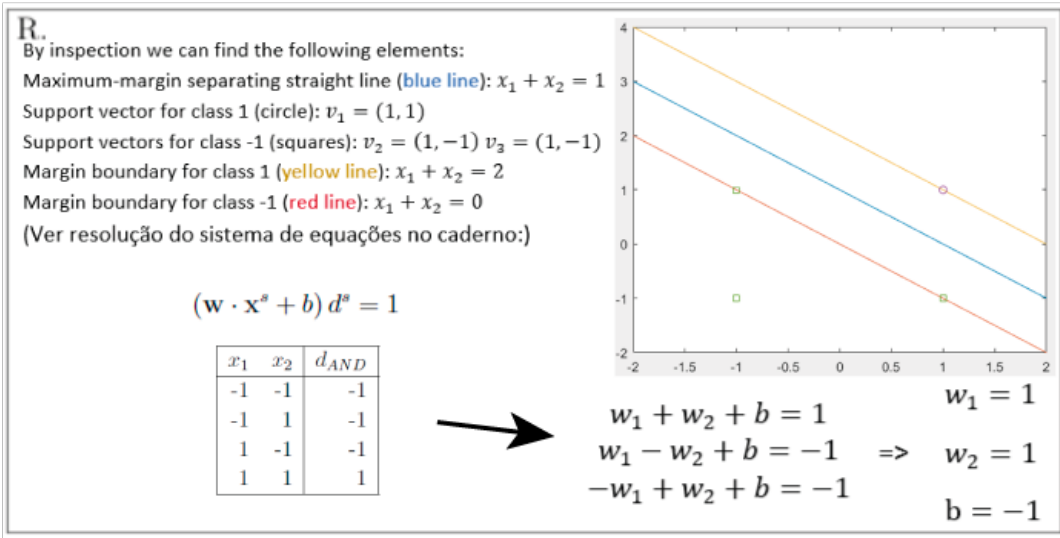 R.
By inspection we can find the following elements:
Maximum-margin separating straight line (blue line): x₁ + x₂ = 1
Support vector for class 1 (circle): v₁ = (1, 1)
Support vectors for class -1 (squares): v₂ = (1, −1) v₃ = (1, −1)
Margin boundary for class 1 (yellow line): x₁ + x₂ = 2
Margin boundary for class -1 (red line): x₁ + x₂ = 0
(Ver resolução do sistema de equações no caderno:)
(w · xˢ + b) dˢ = 1
x₁ x₂ d_AND
-1 -1 -1
-1 1 -1
1 -1 -1
1 1 1
4
3
2
1
0
-1
-2
-2 -1.5 -1 -0.5 0 0.5 1 1.5 2
w₁ + w₂ + b = 1
w₁ − w₂ + b = −1
−w₁ + w₂ + b = −1
=>
w₁ = 1
w₂ = 1
b = −1